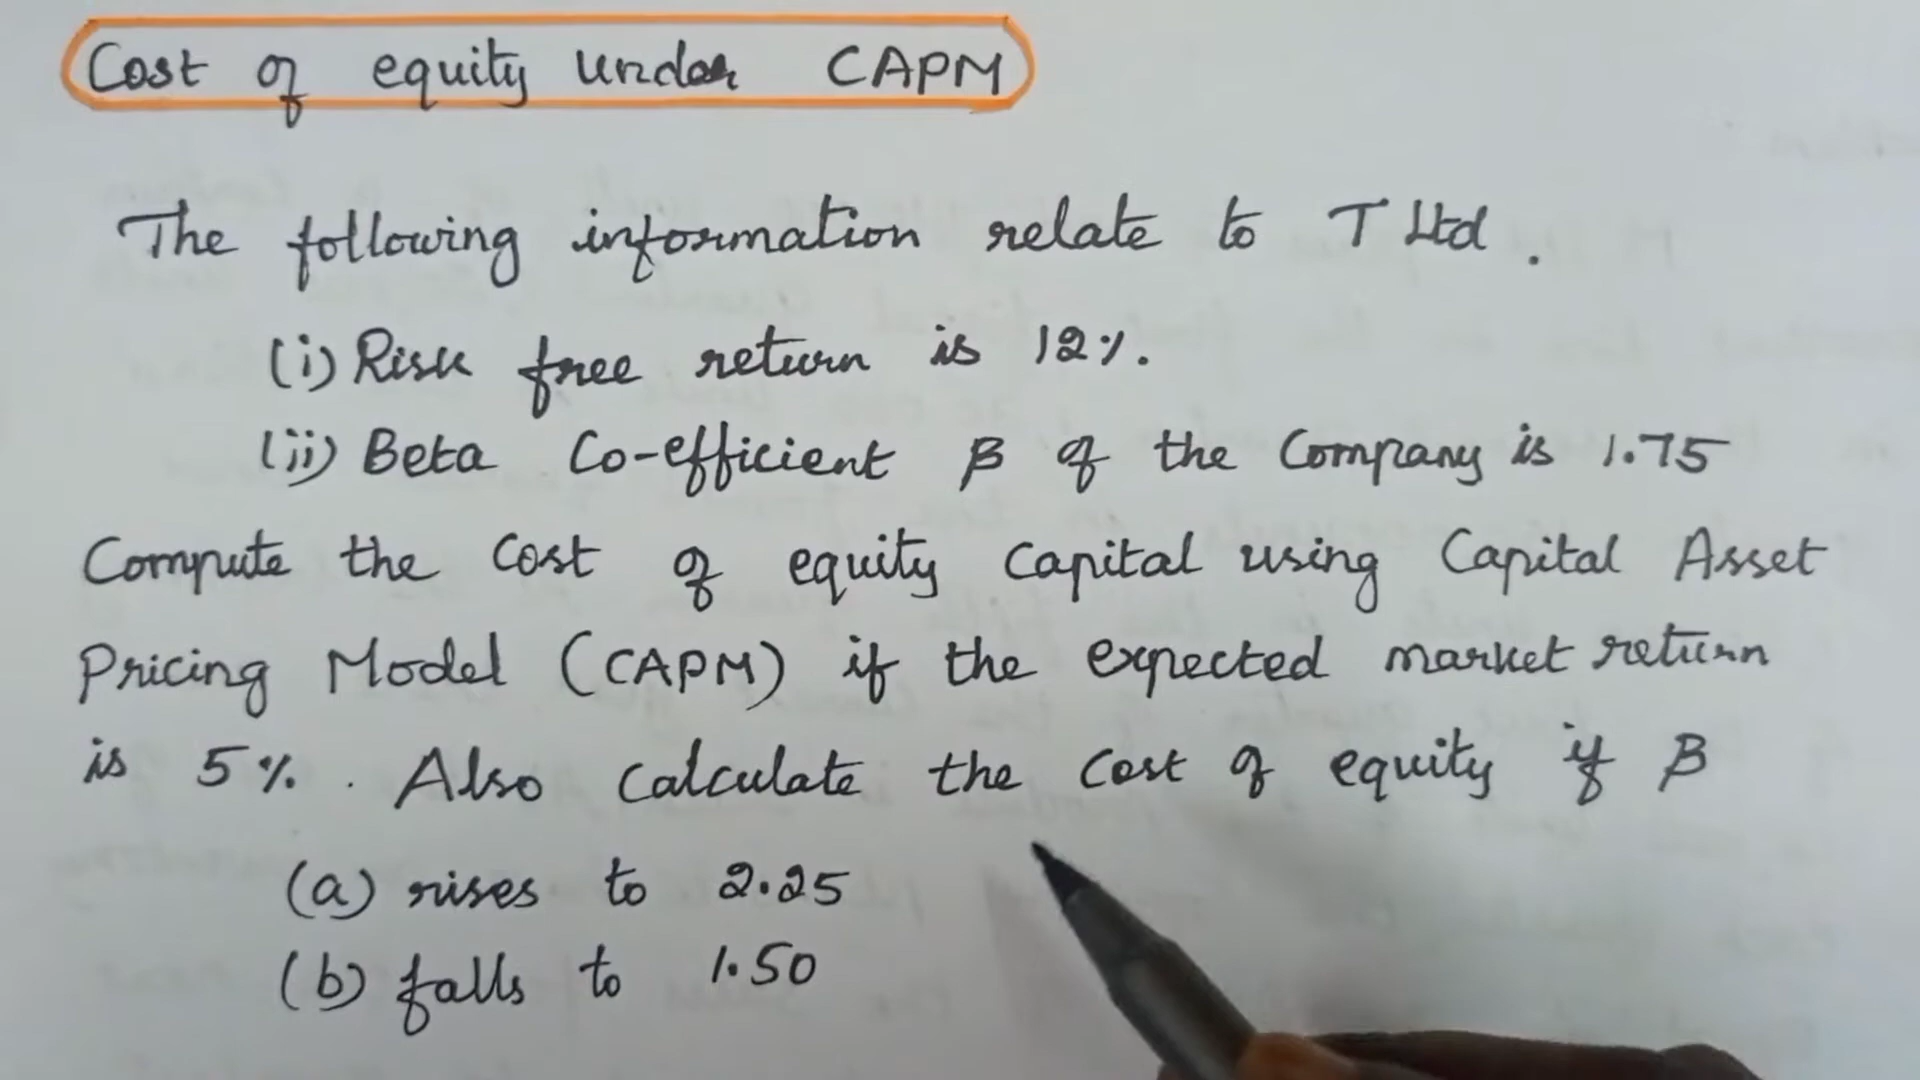 Cost of equity under CAPM
The following information relate to T Ltd.
(i) Risk free return is 12%.
(ii) Beta Co-efficient β of the Company is 1.75
Compute the Cost of equity capital using Capital Asset
Pricing Model (CAPM) if the expected market return
is 5%. Also calculate the cost of equity if β
(a) rises to 2.25
(b) falls to 1.50